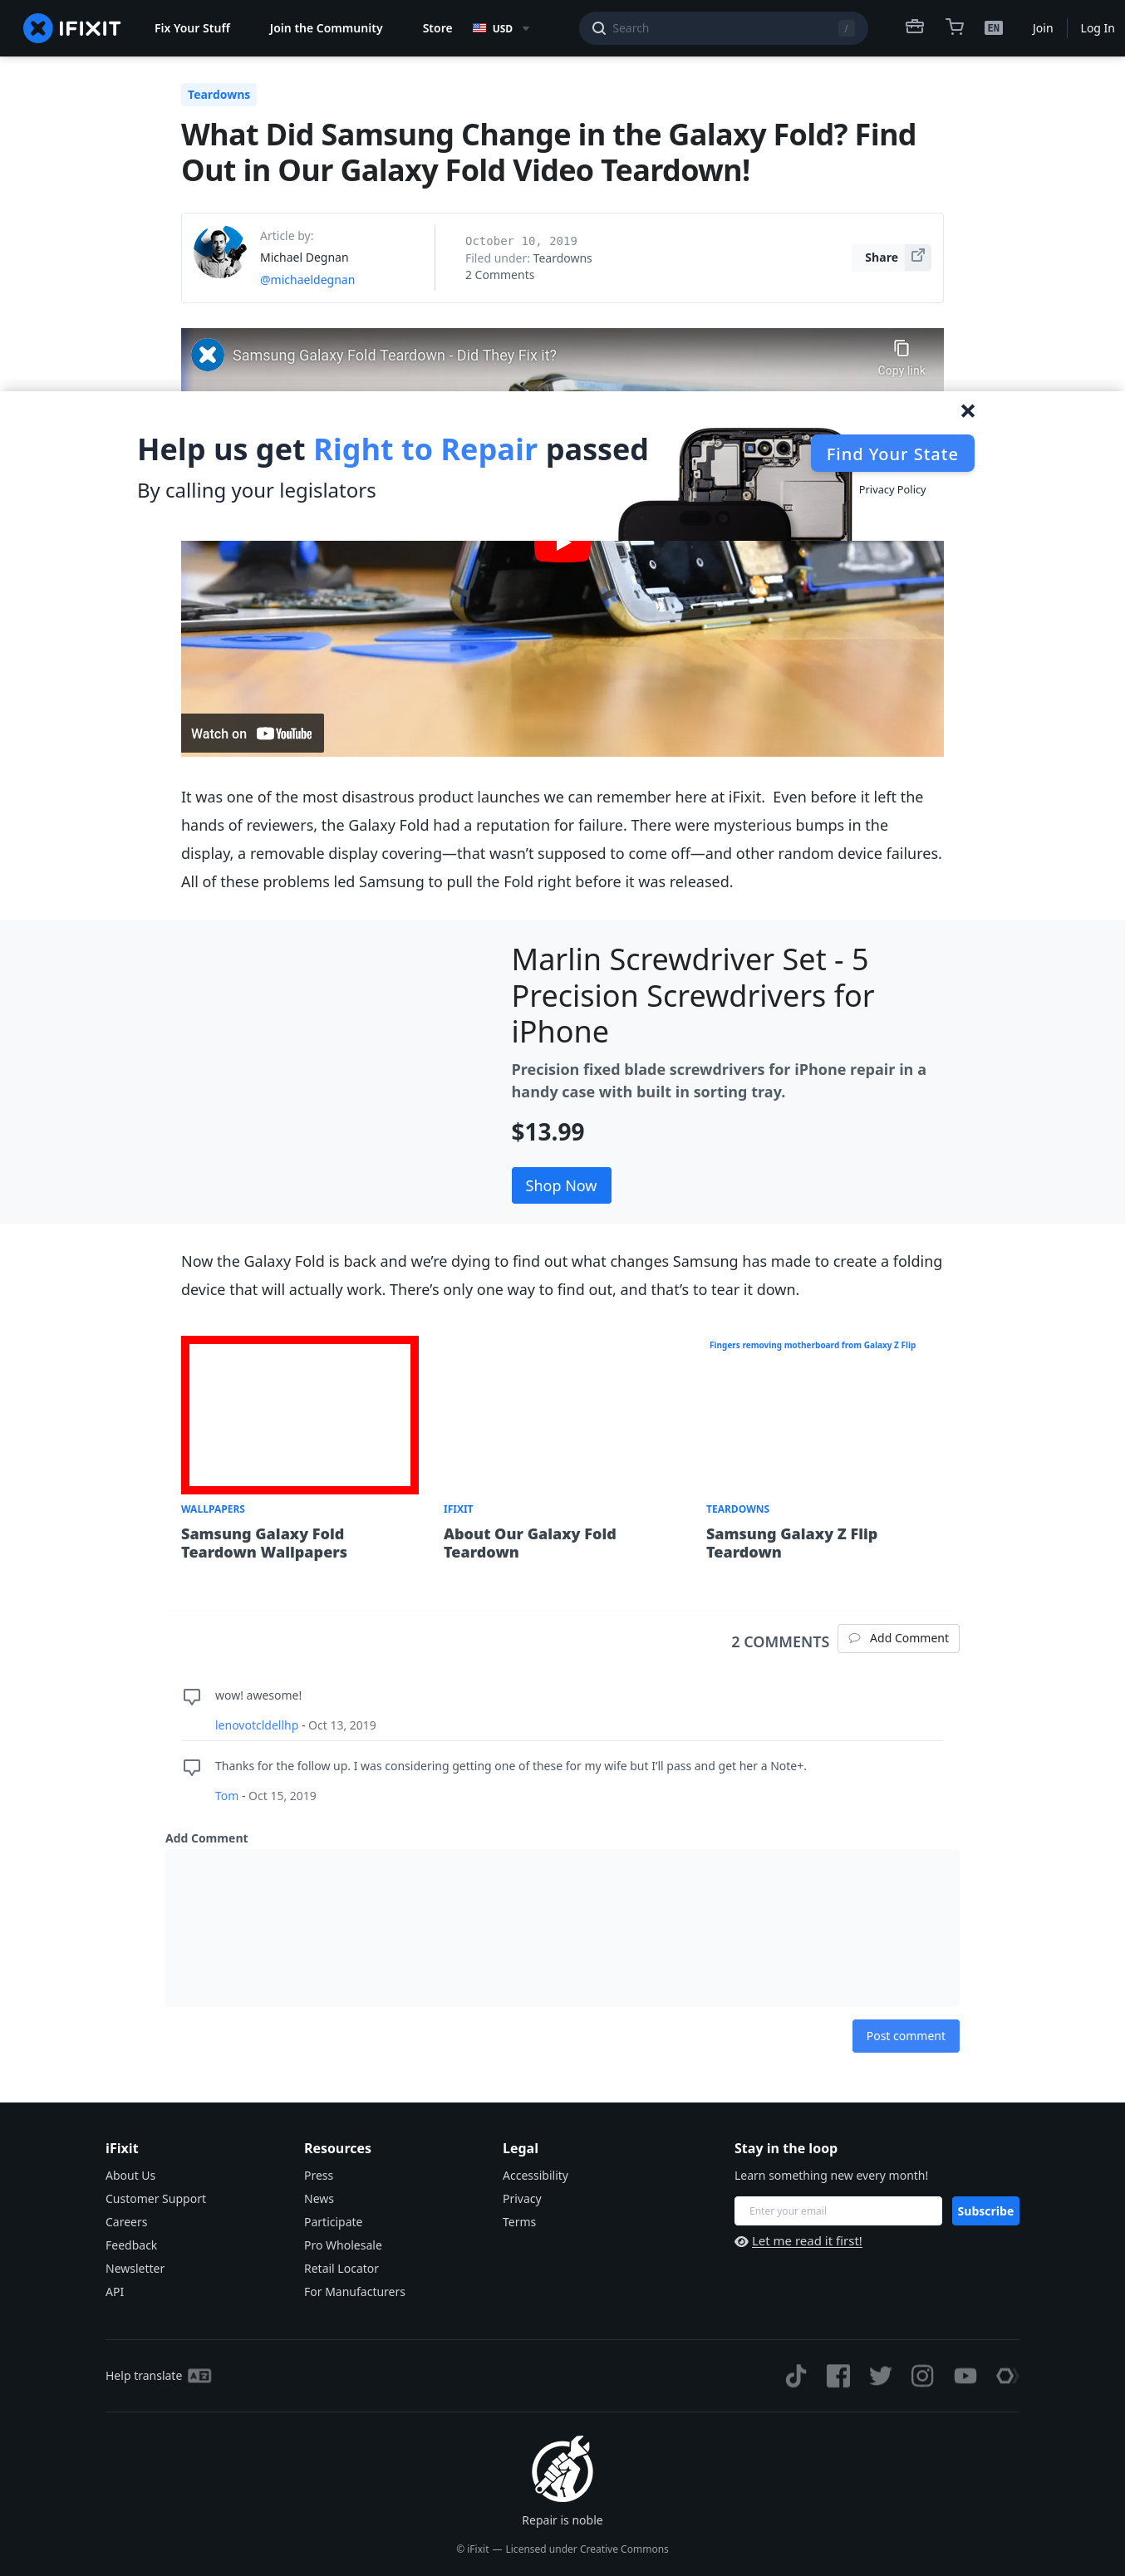 IFIXIT
Fix Your Stuff
Join the Community
Store
USD
Search
/
EN
Join
Log In
Teardowns
What Did Samsung Change in the Galaxy Fold? Find
Out in Our Galaxy Fold Video Teardown!
Article by:
Michael Degnan
@michaeldegnan
October 10, 2019
Filed under: Teardowns
2 Comments
Share
Samsung Galaxy Fold Teardown - Did They Fix it?
Copy link
Help us get Right to Repair passed
By calling your legislators
Find Your State
Privacy Policy
Watch on YouTube
It was one of the most disastrous product launches we can remember here at iFixit.  Even before it left the
hands of reviewers, the Galaxy Fold had a reputation for failure. There were mysterious bumps in the
display, a removable display covering—that wasn’t supposed to come off—and other random device failures.
All of these problems led Samsung to pull the Fold right before it was released.
Marlin Screwdriver Set - 5
Precision Screwdrivers for
iPhone
Precision fixed blade screwdrivers for iPhone repair in a
handy case with built in sorting tray.
$13.99
Shop Now
Now the Galaxy Fold is back and we’re dying to find out what changes Samsung has made to create a folding
device that will actually work. There’s only one way to find out, and that’s to tear it down.
WALLPAPERS
Samsung Galaxy Fold
Teardown Wallpapers
IFIXIT
About Our Galaxy Fold
Teardown
Fingers removing motherboard from Galaxy Z Flip
TEARDOWNS
Samsung Galaxy Z Flip
Teardown
2 COMMENTS
Add Comment
wow! awesome!
lenovotcldellhp - Oct 13, 2019
Thanks for the follow up. I was considering getting one of these for my wife but I’ll pass and get her a Note+.
Tom - Oct 15, 2019
Add Comment
Post comment
iFixit
About Us
Customer Support
Careers
Feedback
Newsletter
API
Resources
Press
News
Participate
Pro Wholesale
Retail Locator
For Manufacturers
Legal
Accessibility
Privacy
Terms
Stay in the loop
Learn something new every month!
Enter your email
Subscribe
Let me read it first!
Help translate
Repair is noble
© iFixit — Licensed under Creative Commons